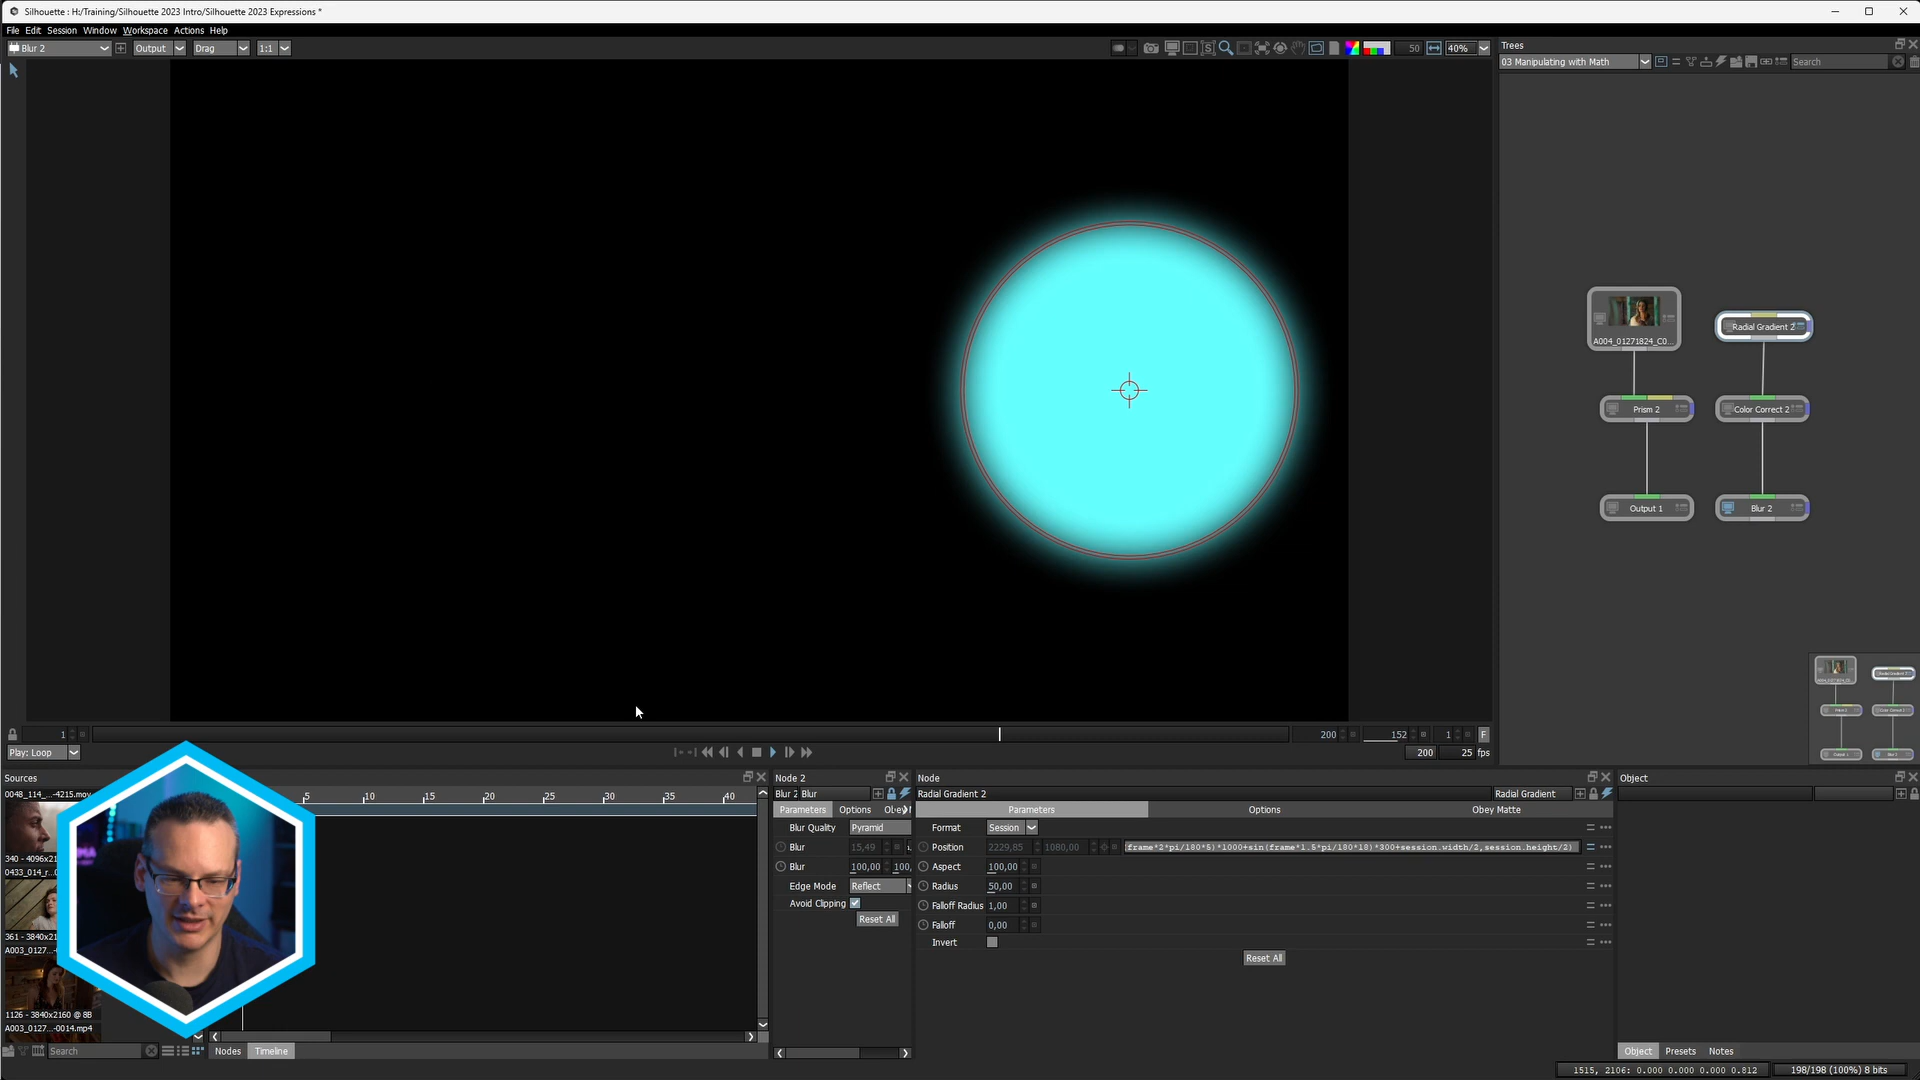 Silhouette : H:/Training/Silhouette 2023 Intro/Silhouette 2023 Expressions *
File Edit Session Window Workspace Actions Help
Blur 2 Output Drag 1:1 50 40%
Trees
03 Manipulating with Math Search
A004_01271824_C0...
Radial Gradient 2
Prism 2
Color Correct 2
Output 1
Blur 2
1 200 152 1 F
Play: Loop 200 25 fps
Sources
0048_114_...-4215.mov
340 - 4096x21
0433_014_r
361 - 3840x21
A003_0127...
1126 - 3840x2160 @ 8B
A003_0127...-0014.mp4
Search
5 10 15 20 25 30 35 40
Nodes Timeline
Node 2
Blur 2 Blur
Parameters Options
Blur Quality Pyramid
Blur 15,49
Blur 100,00 100,
Edge Mode Reflect
Avoid Clipping
Reset All
Node
Radial Gradient 2 Radial Gradient
Parameters Options Obey Matte
Format Session
Position 2229,85 1080,00 frame*2*pi/180*5)*1000+sin(frame*1.5*pi/180*18)*300+session.width/2,session.height/2)
Aspect 100,00
Radius 50,00
Falloff Radius 1,00
Falloff 0,00
Invert
Reset All
Object
Object Presets Notes
1515, 2106: 0.000 0.000 0.000 0.812 198/198 (100%) 8 bits